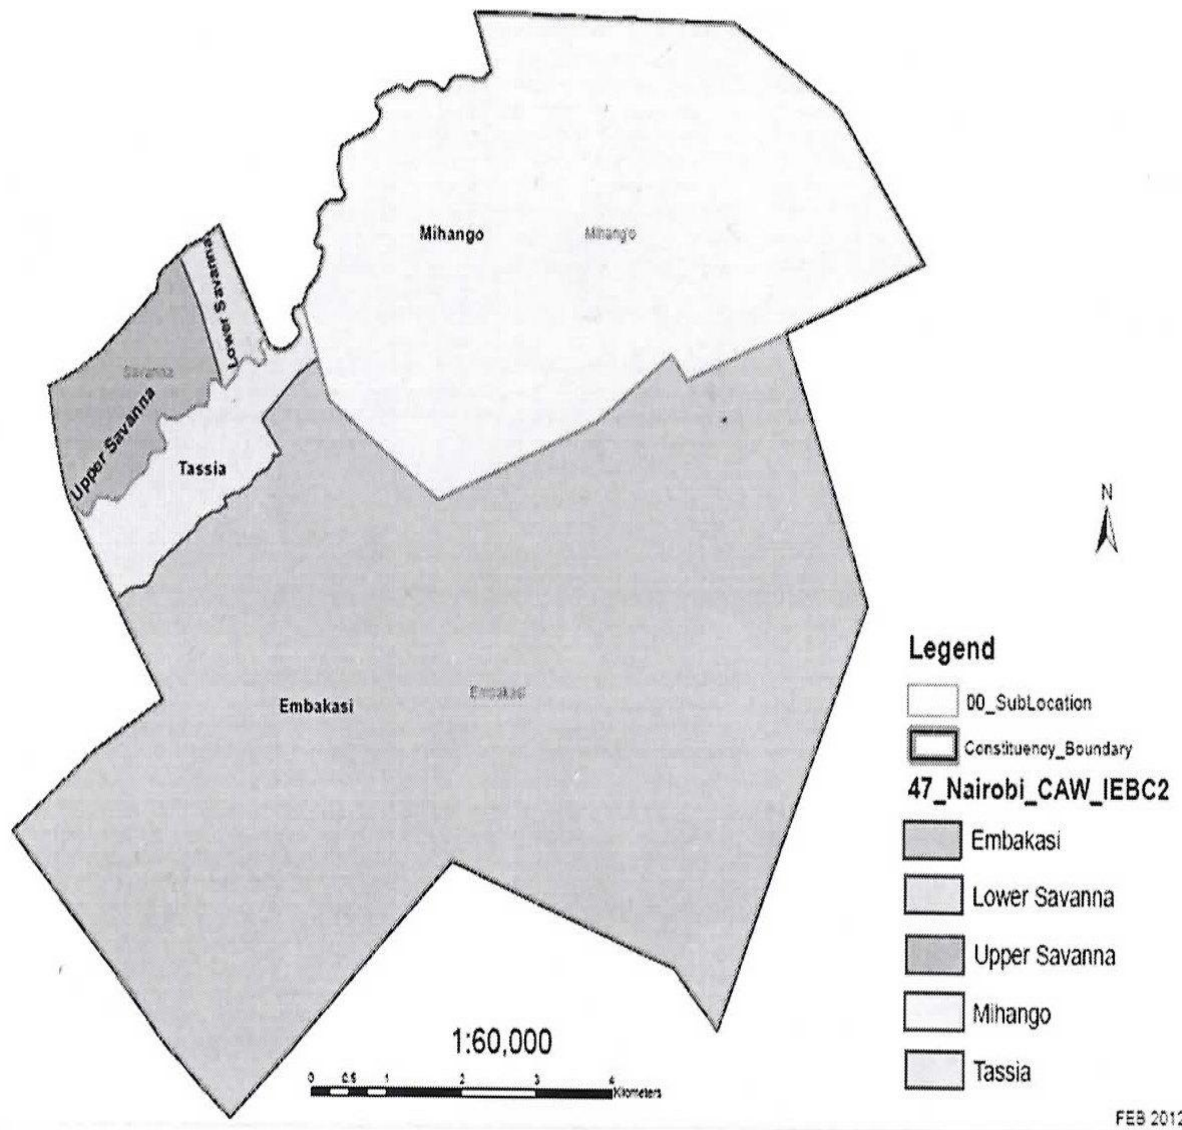 Mihango
Mihango
Lower Savanna
Savanna
Upper Savanna
Tassia
N
Legend
00_SubLocation
Constituency_Boundary
47_Nairobi_CAW_IEBC2
Embakasi
Embakasi
Embakasi
Lower Savanna
Upper Savanna
Mihango
Tassia
1:60,000
0 0.5 1 2 3 4
Kilometers
FEB 2012